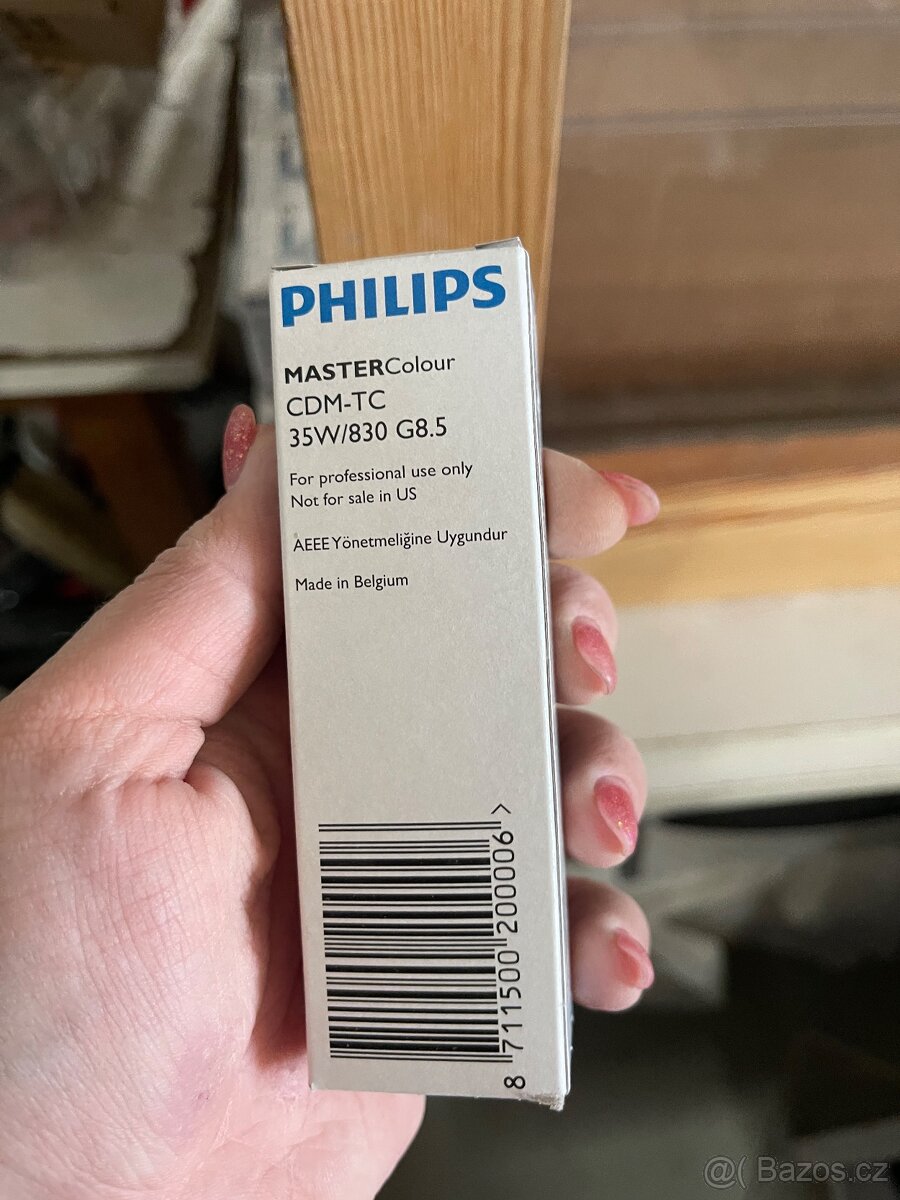 PHILIPS
MASTERColour
CDM-TC
35W/830 G8.5
For professional use only
Not for sale in US
AEEE Yönetmeliğine Uygundur
Made in Belgium
8 711500 200006 >
@( Bazos.cz